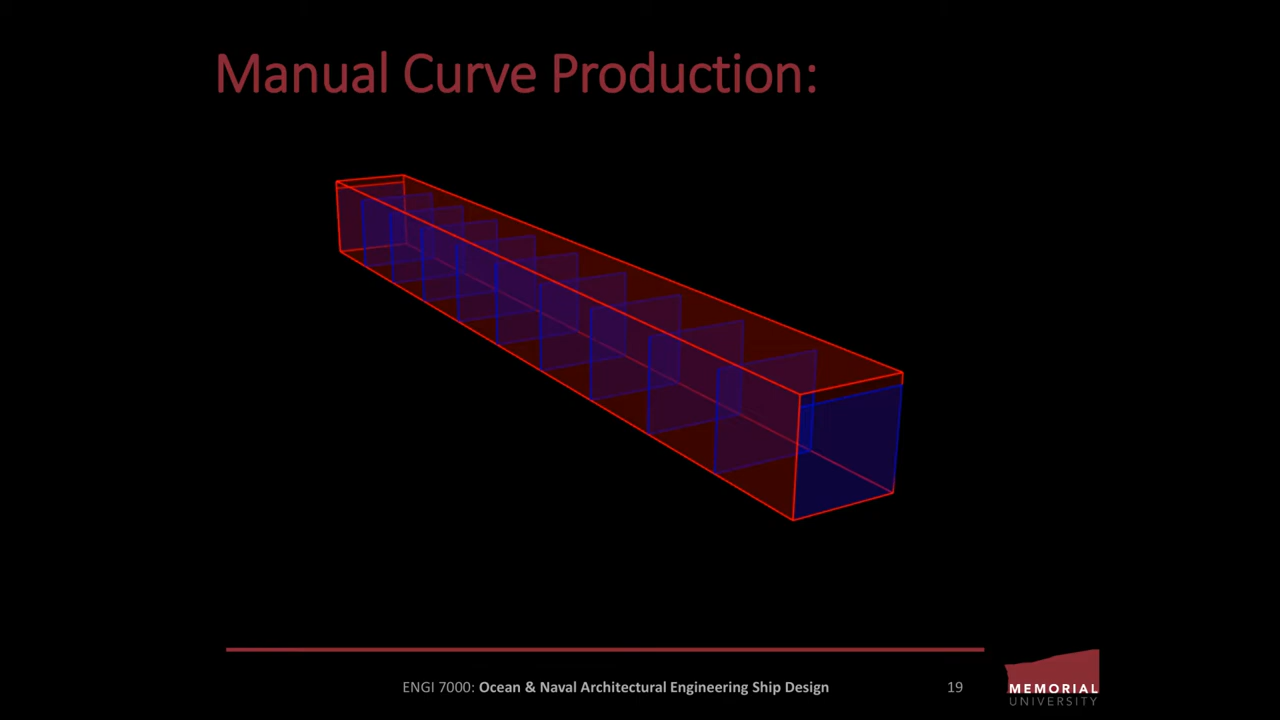 Manual Curve Production:
ENGI 7000: Ocean & Naval Architectural Engineering Ship Design
19
MEMORIAL
UNIVERSITY